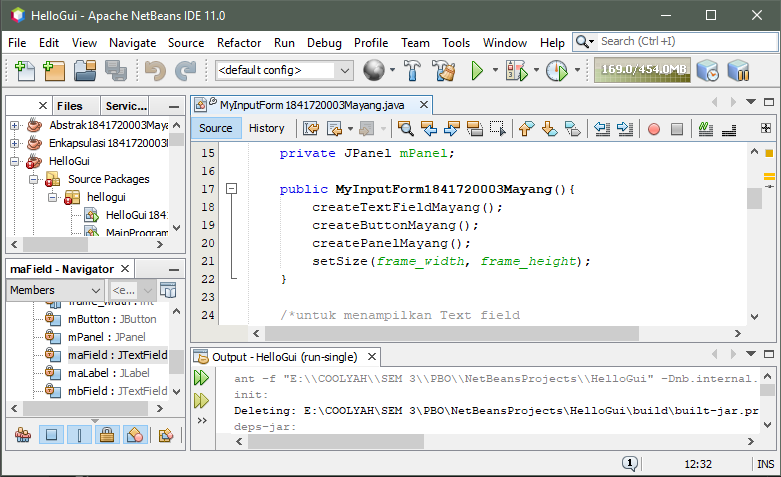 HelloGui - Apache NetBeans IDE 11.0
File Edit View Navigate Source Refactor Run Debug Profile Team Tools Window Help Search (Ctrl+I)
<default config> 169.0/454.0MB
Files Servic...
Abstrak1841720003Maya
Enkapsulasi1841720003
HelloGui
Source Packages
hellogui
HelloGui184
MainProgram
maField - Navigator
Members <e...
frame_width : int
mButton : JButton
mPanel : JPanel
maField : JTextField
maLabel : JLabel
mbField : JTextField
MyInputForm1841720003Mayang.java
Source History
15 private JPanel mPanel;
16
17 public MyInputForm1841720003Mayang(){
18 createTextFieldMayang();
19 createButtonMayang();
20 createPanelMayang();
21 setSize(frame_width, frame_height);
22 }
23
24 /*untuk menampilkan Text field
Output - HelloGui (run-single)
ant -f "E:\\COOLYAH\\SEM 3\\PBO\\NetBeansProjects\\HelloGui" -Dnb.internal.
init:
Deleting: E:\COOLYAH\SEM 3\PBO\NetBeansProjects\HelloGui\build\built-jar.pr
deps-jar:
1 12:32 INS